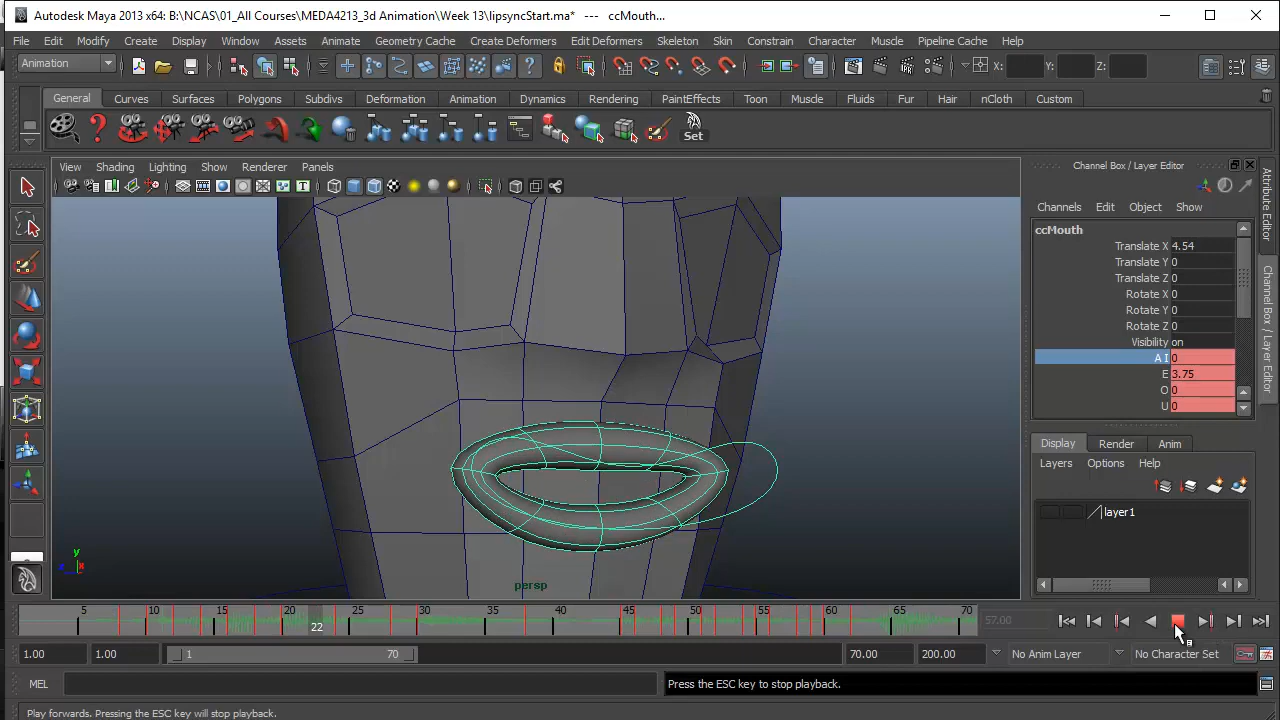 Autodesk Maya 2013 x64: B:\NCAS\01_All Courses\MEDA4213_3d Animation\Week 13\lipsyncStart.ma* --- ccMouth...
File Edit Modify Create Display Window Assets Animate Geometry Cache Create Deformers Edit Deformers Skeleton Skin Constrain Character Muscle Pipeline Cache Help
Animation X: Y: Z:
General Curves Surfaces Polygons Subdivs Deformation Animation Dynamics Rendering PaintEffects Toon Muscle Fluids Fur Hair nCloth Custom
Set
View Shading Lighting Show Renderer Panels
Channel Box / Layer Editor
Channels Edit Object Show
ccMouth
Translate X 4.54
Translate Y 0
Translate Z 0
Rotate X 0
Rotate Y 0
Rotate Z 0
Visibility on
A I 0
E 3.75
O 0
U 0
Attribute Editor
Channel Box / Layer Editor
Display Render Anim
Layers Options Help
layer1
y
z x
persp
5 10 15 20 25 30 35 40 45 50 55 60 65 70
22
57.00
1.00 1.00 1 70 70.00 200.00 No Anim Layer No Character Set
MEL Press the ESC key to stop playback.
Play forwards. Pressing the ESC key will stop playback.